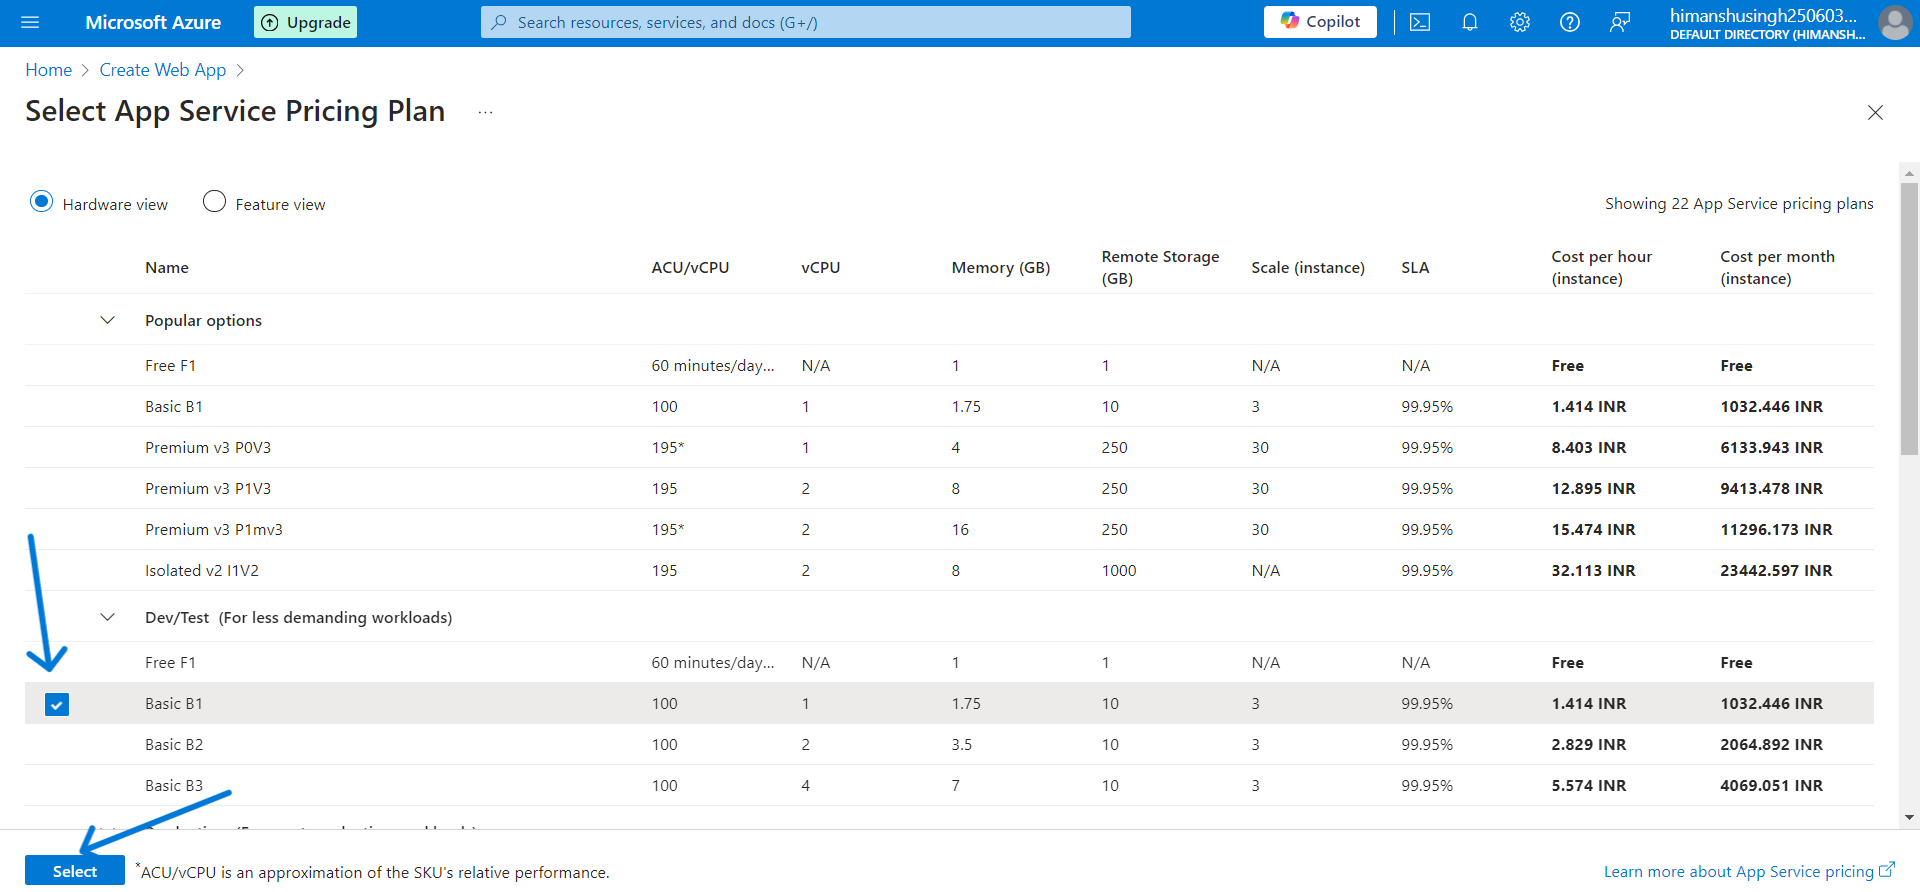 Microsoft Azure
Upgrade
Search resources, services, and docs (G+/)
Copilot
himanshusingh250603...
DEFAULT DIRECTORY (HIMANSH...
Home > Create Web App >
Select App Service Pricing Plan ...
Hardware view Feature view Showing 22 App Service pricing plans
Name ACU/vCPU vCPU Memory (GB) Remote Storage (GB) Scale (instance) SLA Cost per hour (instance) Cost per month (instance)
Popular options
Free F1 60 minutes/day... N/A 1 1 N/A N/A Free Free
Basic B1 100 1 1.75 10 3 99.95% 1.414 INR 1032.446 INR
Premium v3 P0V3 195* 1 4 250 30 99.95% 8.403 INR 6133.943 INR
Premium v3 P1V3 195 2 8 250 30 99.95% 12.895 INR 9413.478 INR
Premium v3 P1mv3 195* 2 16 250 30 99.95% 15.474 INR 11296.173 INR
Isolated v2 I1V2 195 2 8 1000 N/A 99.95% 32.113 INR 23442.597 INR
Dev/Test (For less demanding workloads)
Free F1 60 minutes/day... N/A 1 1 N/A N/A Free Free
Basic B1 100 1 1.75 10 3 99.95% 1.414 INR 1032.446 INR
Basic B2 100 2 3.5 10 3 99.95% 2.829 INR 2064.892 INR
Basic B3 100 4 7 10 3 99.95% 5.574 INR 4069.051 INR
Select
*ACU/vCPU is an approximation of the SKU's relative performance.
Learn more about App Service pricing